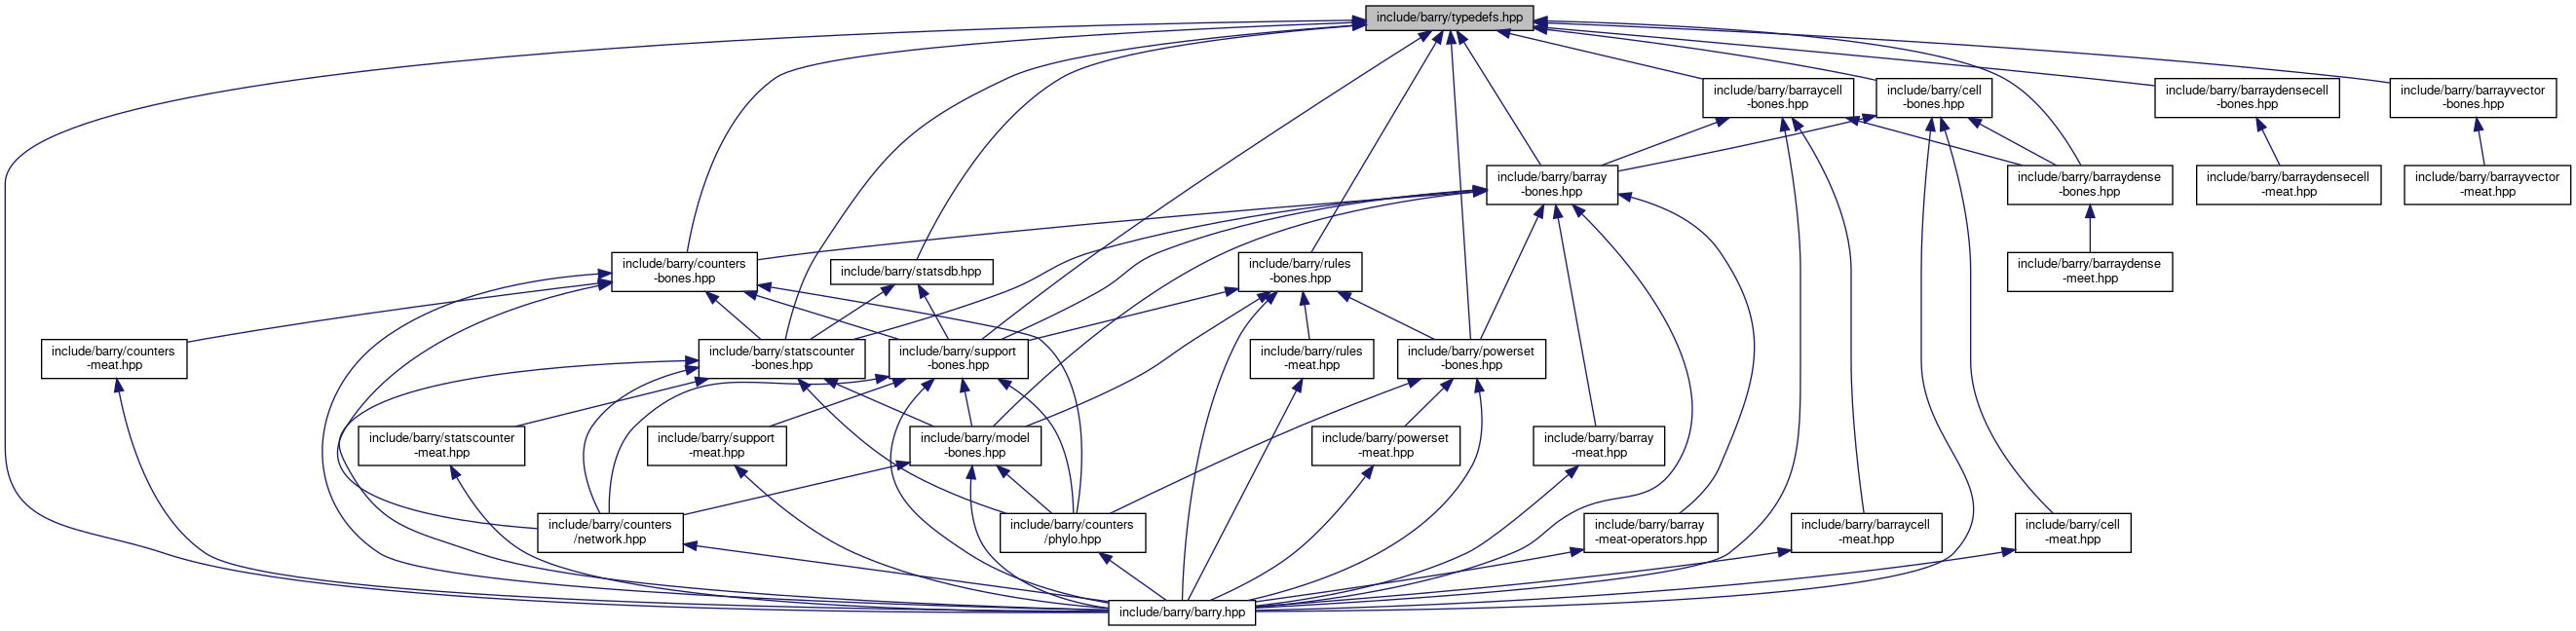 include/barry/typedefs.hpp
include/barry/barraycell
-bones.hpp
include/barry/cell
-bones.hpp
include/barry/barraydensecell
-bones.hpp
include/barry/barrayvector
-bones.hpp
include/barry/barray
-bones.hpp
include/barry/barraydense
-bones.hpp
include/barry/barraydensecell
-meat.hpp
include/barry/barrayvector
-meat.hpp
include/barry/counters
-bones.hpp
include/barry/statsdb.hpp
include/barry/rules
-bones.hpp
include/barry/barraydense
-meet.hpp
include/barry/counters
-meat.hpp
include/barry/statscounter
-bones.hpp
include/barry/support
-bones.hpp
include/barry/rules
-meat.hpp
include/barry/powerset
-bones.hpp
include/barry/statscounter
-meat.hpp
include/barry/support
-meat.hpp
include/barry/model
-bones.hpp
include/barry/powerset
-meat.hpp
include/barry/barray
-meat.hpp
include/barry/counters
/network.hpp
include/barry/counters
/phylo.hpp
include/barry/barray
-meat-operators.hpp
include/barry/barraycell
-meat.hpp
include/barry/cell
-meat.hpp
include/barry/barry.hpp